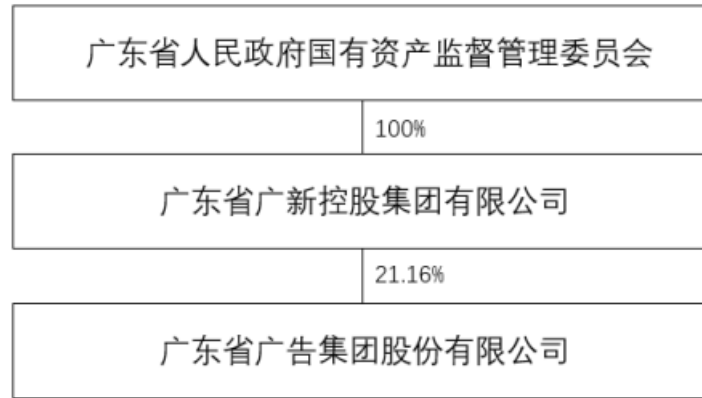 广东省人民政府国有资产监督管理委员会
100%
广东省广新控股集团有限公司
21.16%
广东省广告集团股份有限公司